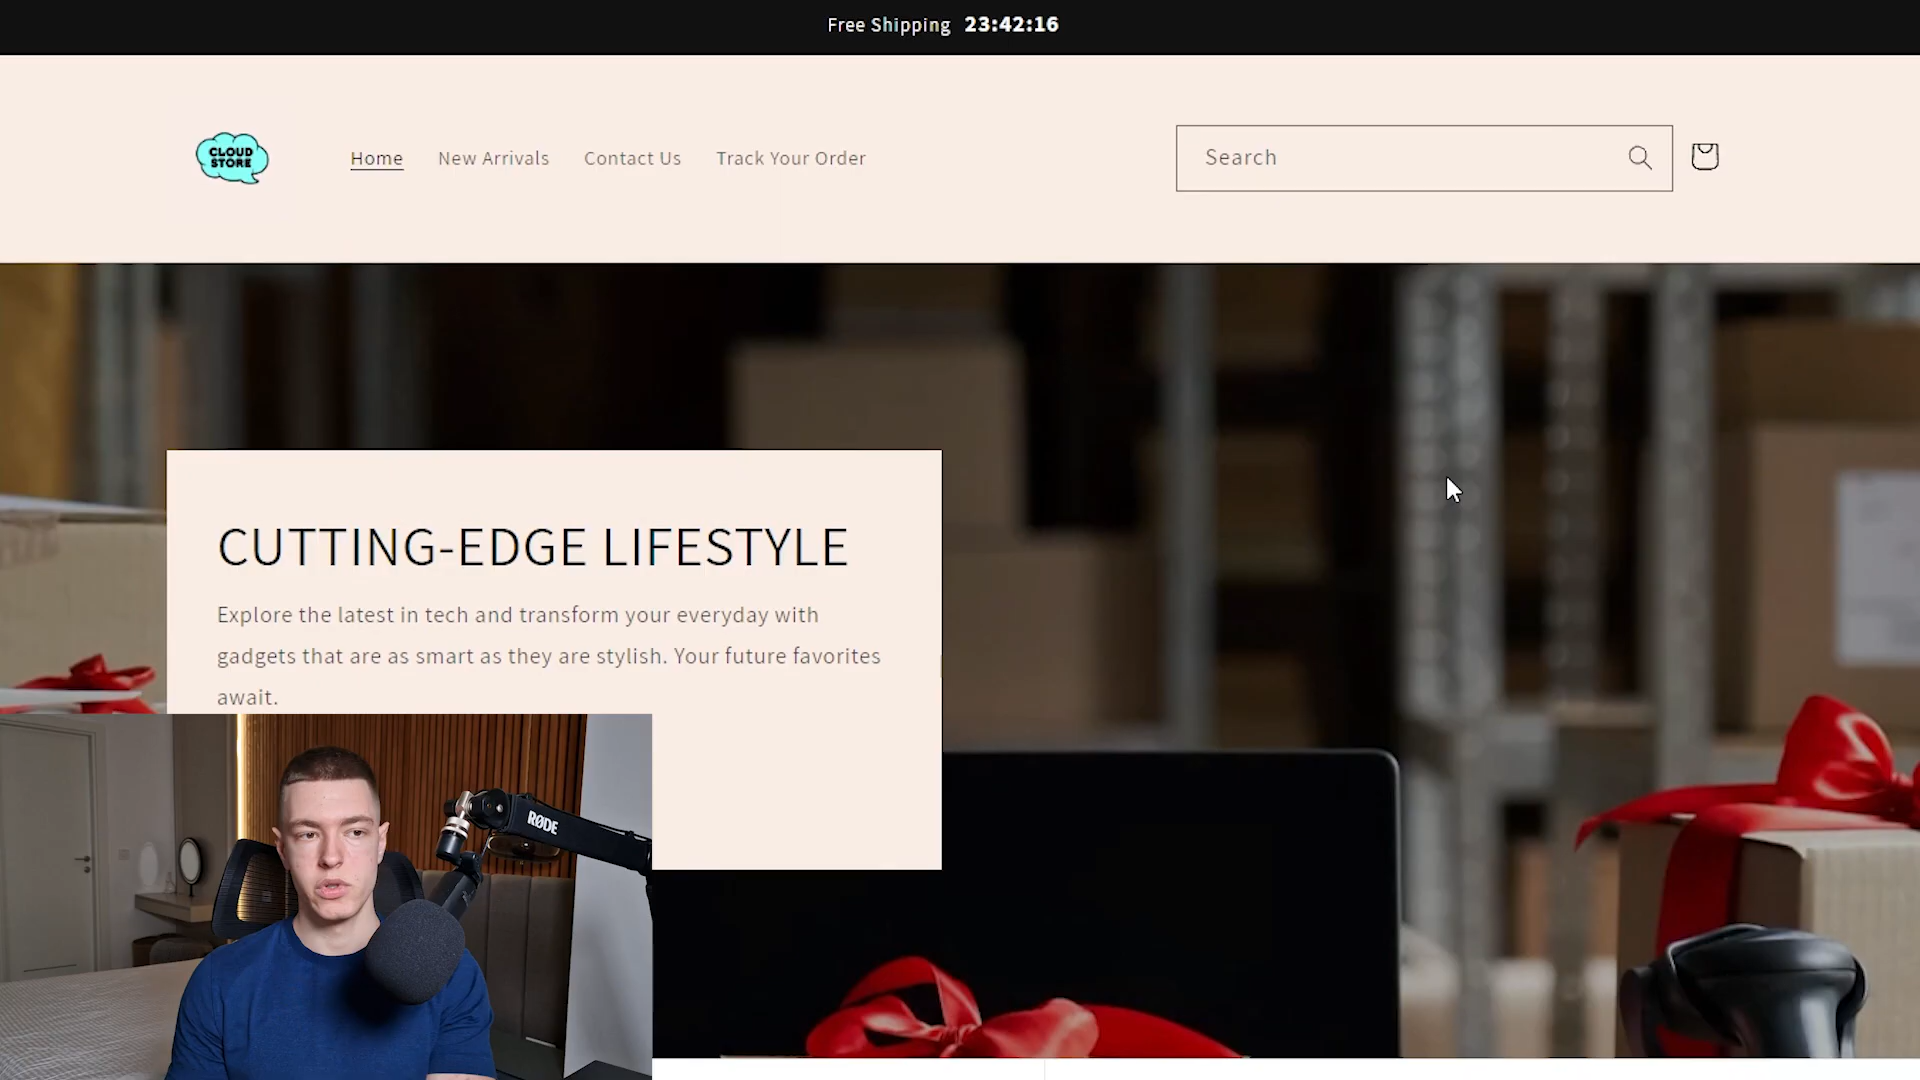 Free Shipping 23:42:16
CLOUD
STORE
Home New Arrivals Contact Us Track Your Order
Search
CUTTING-EDGE LIFESTYLE
Explore the latest in tech and transform your everyday with
gadgets that are as smart as they are stylish. Your future favorites
await.
RØDE